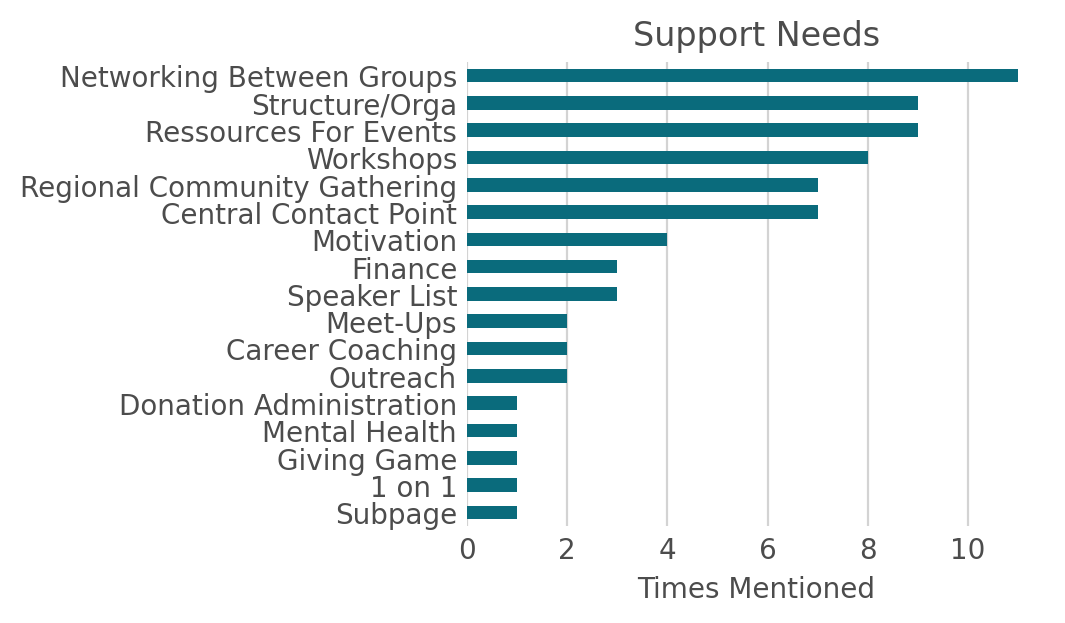 Support Needs
Networking Between Groups
Structure/Orga
Ressources For Events
Workshops
Regional Community Gathering
Central Contact Point
Motivation
Finance
Speaker List
Meet-Ups
Career Coaching
Outreach
Donation Administration
Mental Health
Giving Game
1 on 1
Subpage
0 2 4 6 8 10
Times Mentioned